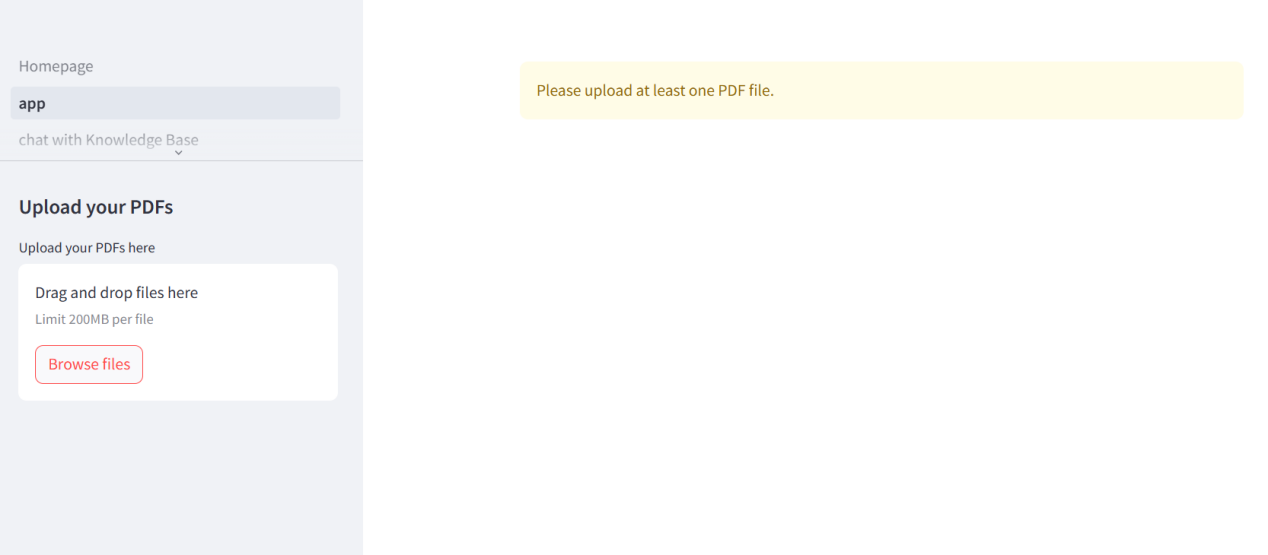 Homepage
app
chat with Knowledge Base
Upload your PDFs
Upload your PDFs here
Drag and drop files here
Limit 200MB per file
Browse files
Please upload at least one PDF file.